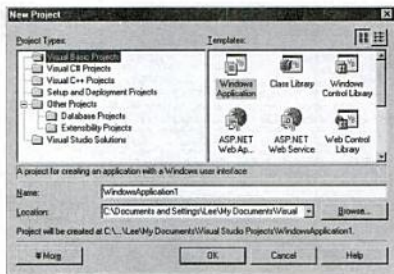 New Project
Project Types:
Templates:
Visual Basic Projects
Visual C# Projects
Visual C++ Projects
Setup and Deployment Projects
Other Projects
Database Projects
Extensibility Projects
Visual Studio Solutions
Windows Application
Class Library
Windows Control Library
ASP.NET Web Ap...
ASP.NET Web Service
Web Control Library
A project for creating an application with a Windows user interface
Name:
WindowsApplication1
Location:
C:\Documents and Settings\Lee\My Documents\Visual
Browse...
Project will be created at C:\...\Lee\My Documents\Visual Studio Projects\WindowsApplication1.
More
OK
Cancel
Help